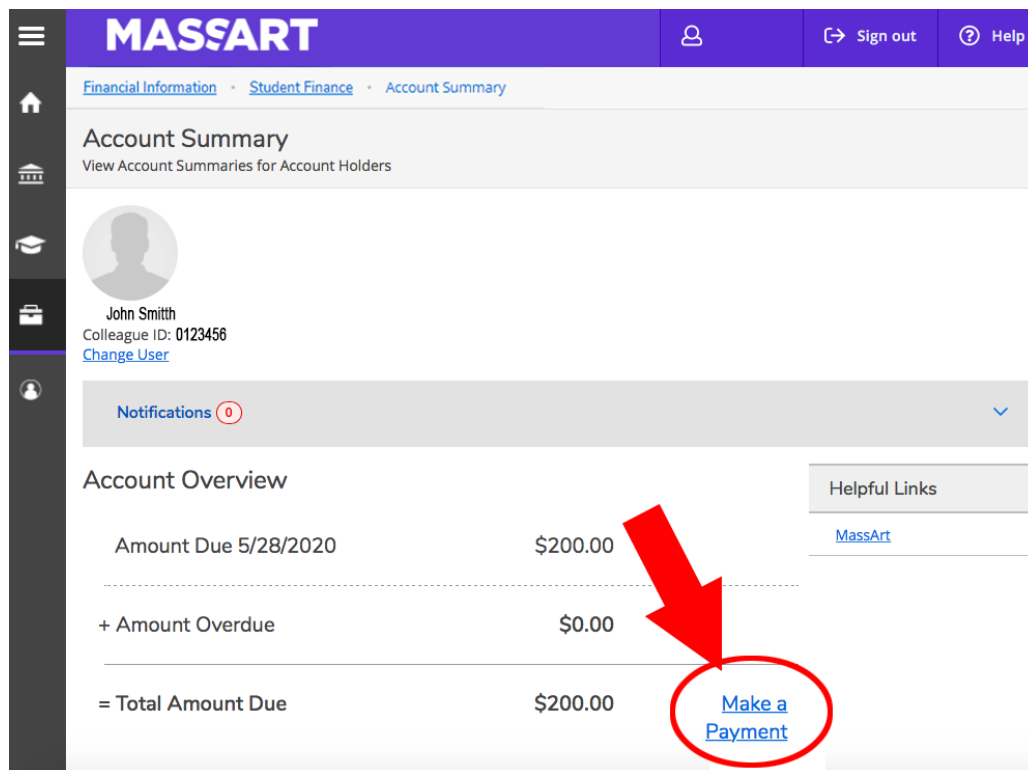 MASSART
Sign out
Help
Financial Information • Student Finance • Account Summary
Account Summary
View Account Summaries for Account Holders
John Smitth
Colleague ID: 0123456
Change User
Notifications 0
Account Overview
Helpful Links
MassArt
Amount Due 5/28/2020 $200.00
+ Amount Overdue $0.00
= Total Amount Due $200.00 Make a
Payment